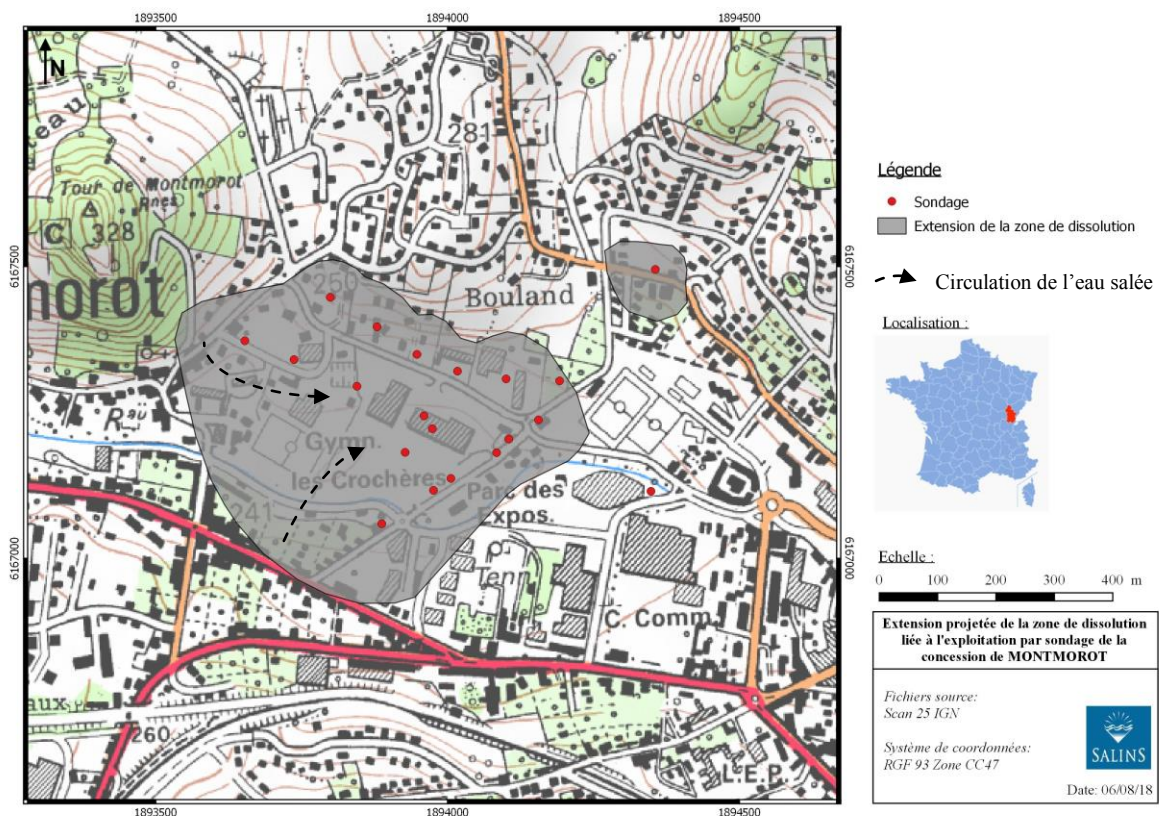 1893500
1894000
1894500
N
270
281
Tour de Montmorot
Rnes
C
328
morot
6167500
250
Bouland
Gymn.
les Crochères
Parc des
Expos.
241
6167000
C. Comm.
260
L.E.P.
1893500
1894000
1894500
Légende
Sondage
Extension de la zone de dissolution
Circulation de l'eau salée
6167500
Localisation :
Echelle :
0 100 200 300 400 m
6167000
Extension projetée de la zone de dissolution
liée à l'exploitation par sondage de la
concession de MONTMOROT
Fichiers source:
Scan 25 IGN
Système de coordonnées:
RGF 93 Zone CC47
SALINS
Date: 06/08/18